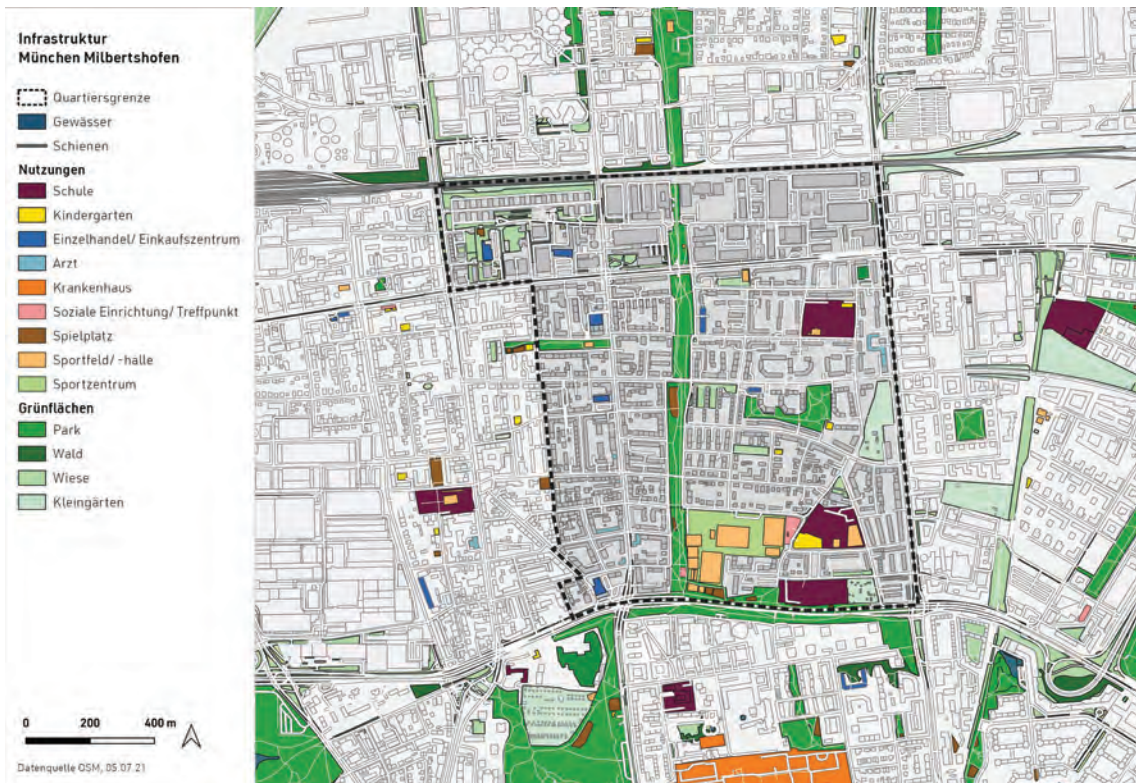 Infrastruktur
München Milbertshofen
Quartiersgrenze
Gewässer
Schienen
Nutzungen
Schule
Kindergarten
Einzelhandel/ Einkaufszentrum
Arzt
Krankenhaus
Soziale Einrichtung/ Treffpunkt
Spielplatz
Sportfeld/ -halle
Sportzentrum
Grünflächen
Park
Wald
Wiese
Kleingärten
0 200 400 m
Datenquelle OSM, 05.07.21